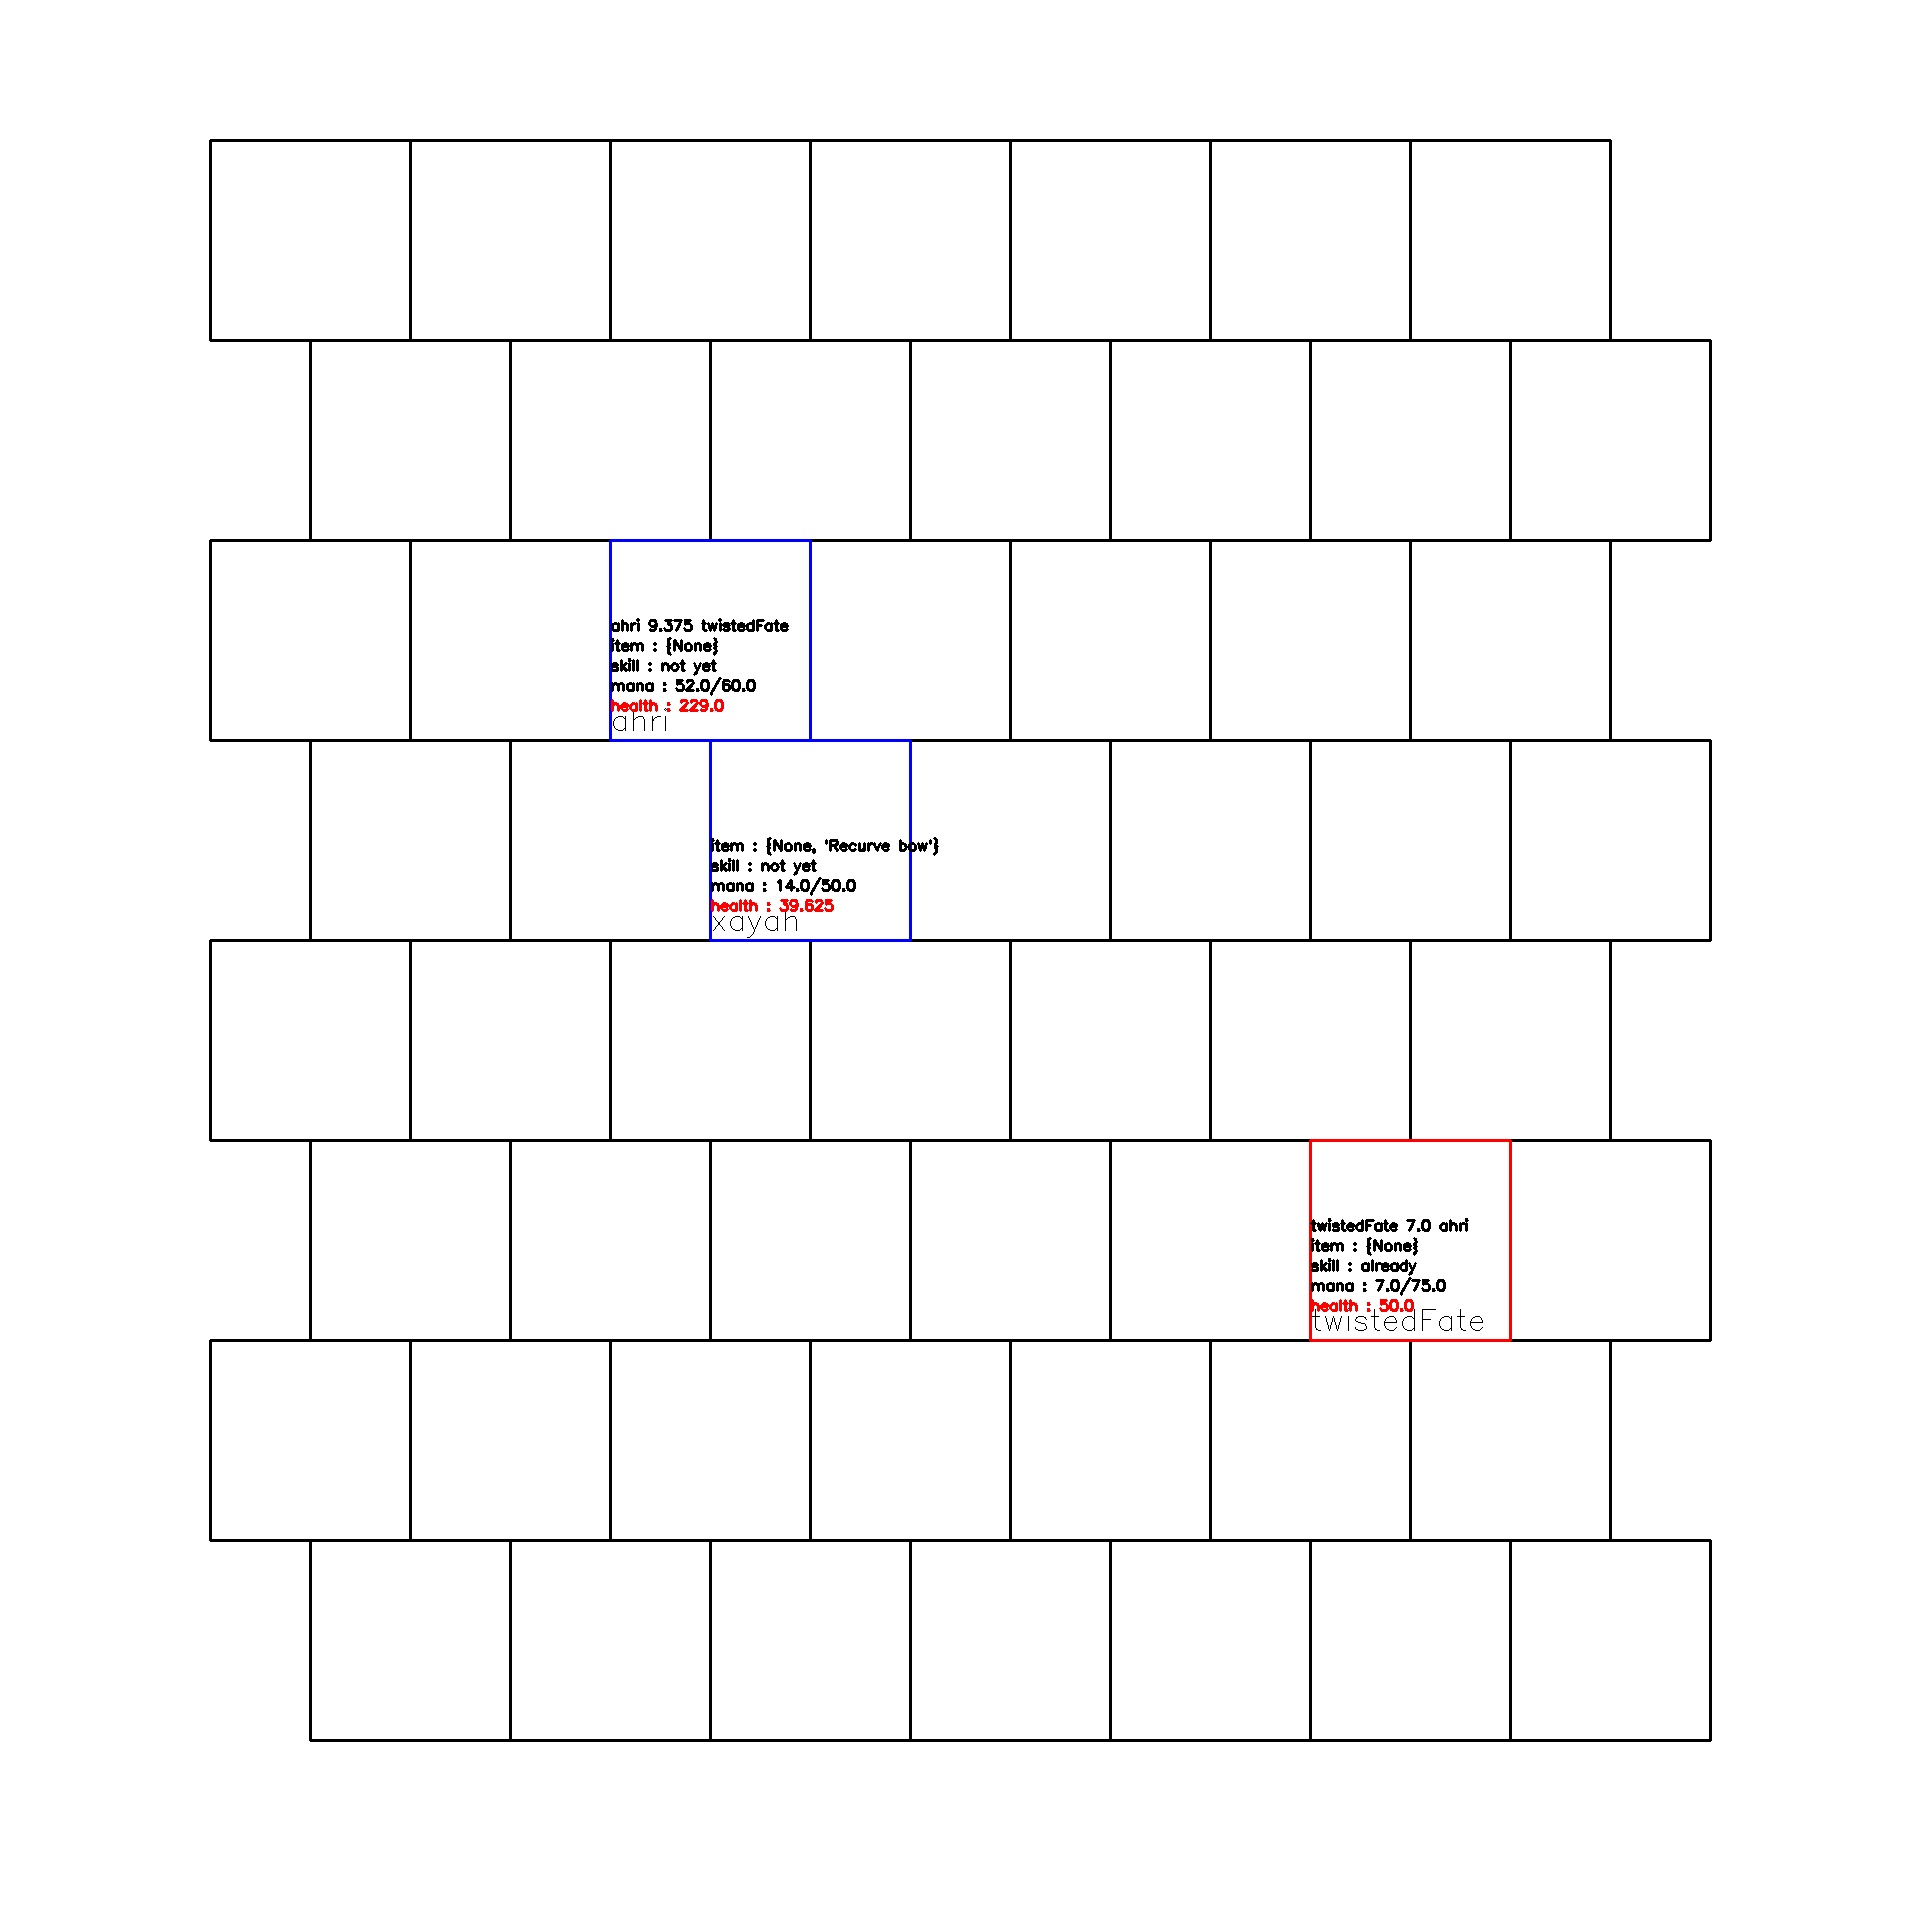 ahri 9.375 twistedFate
item : {None}
skill : not yet
mana : 52.0/60.0
health : 229.0
ahri
item : {None, 'Recurve bow'}
skill : not yet
mana : 14.0/50.0
health : 39.625
xayah
twistedFate 7.0 ahri
item : {None}
skill : already
mana : 7.0/75.0
health : 50.0
twistedFate